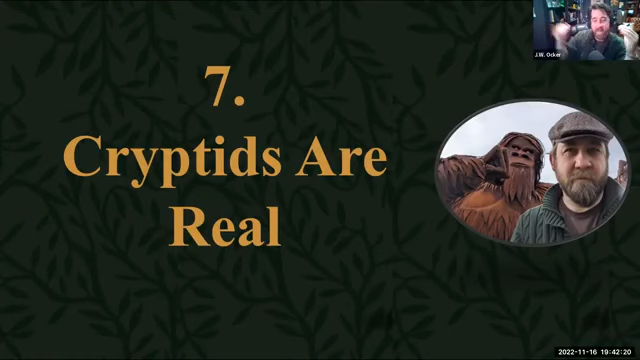 J.W. Ocker
7.
Cryptids Are
Real
2022-11-16 19:42:20